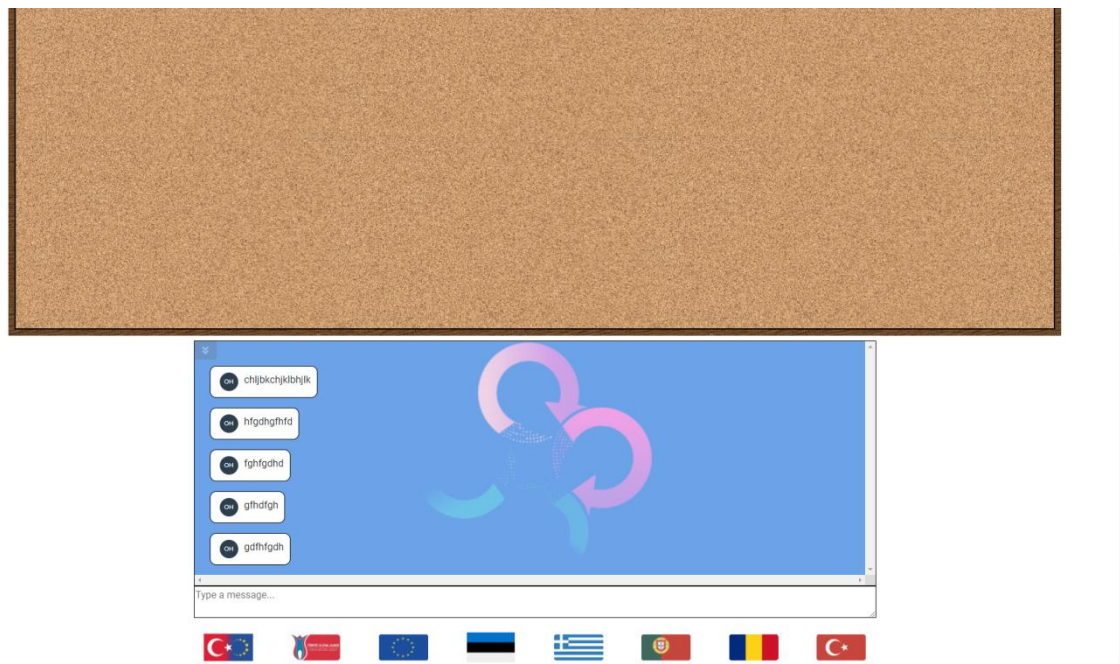 OH chljbkchjklbhjlk
OH hfgdhgfhfd
OH fghfgdhd
OH gfhdfgh
OH gdfhfgdh
Type a message...